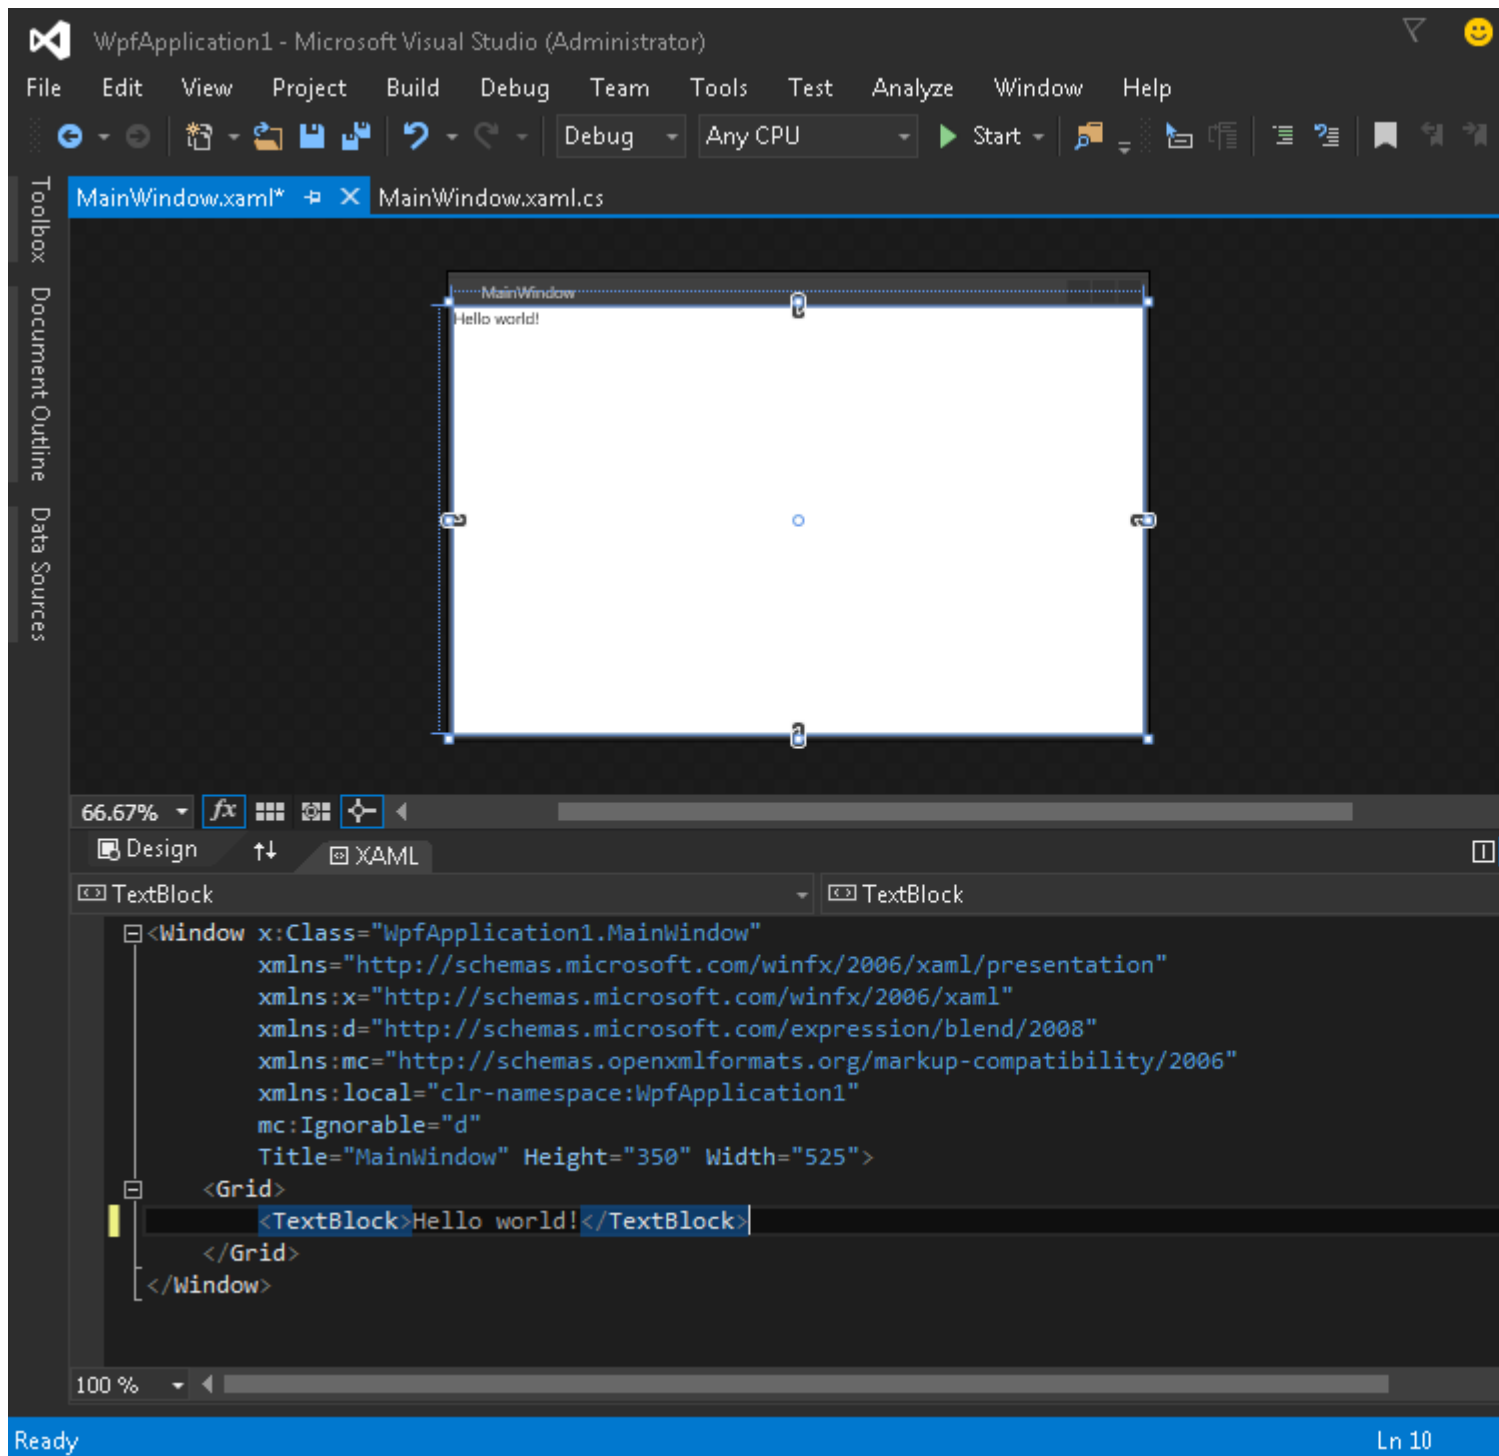 WpfApplication1 - Microsoft Visual Studio (Administrator)
File Edit View Project Build Debug Team Tools Test Analyze Window Help
Debug Any CPU Start
MainWindow.xaml* MainWindow.xaml.cs
Toolbox
Document Outline
Data Sources
MainWindow
Hello world!
66.67% fx
Design XAML
TextBlock TextBlock
<Window x:Class="WpfApplication1.MainWindow"
xmlns="http://schemas.microsoft.com/winfx/2006/xaml/presentation"
xmlns:x="http://schemas.microsoft.com/winfx/2006/xaml"
xmlns:d="http://schemas.microsoft.com/expression/blend/2008"
xmlns:mc="http://schemas.openxmlformats.org/markup-compatibility/2006"
xmlns:local="clr-namespace:WpfApplication1"
mc:Ignorable="d"
Title="MainWindow" Height="350" Width="525">
<Grid>
<TextBlock>Hello world!</TextBlock>
</Grid>
</Window>
100 %
Ready Ln 10